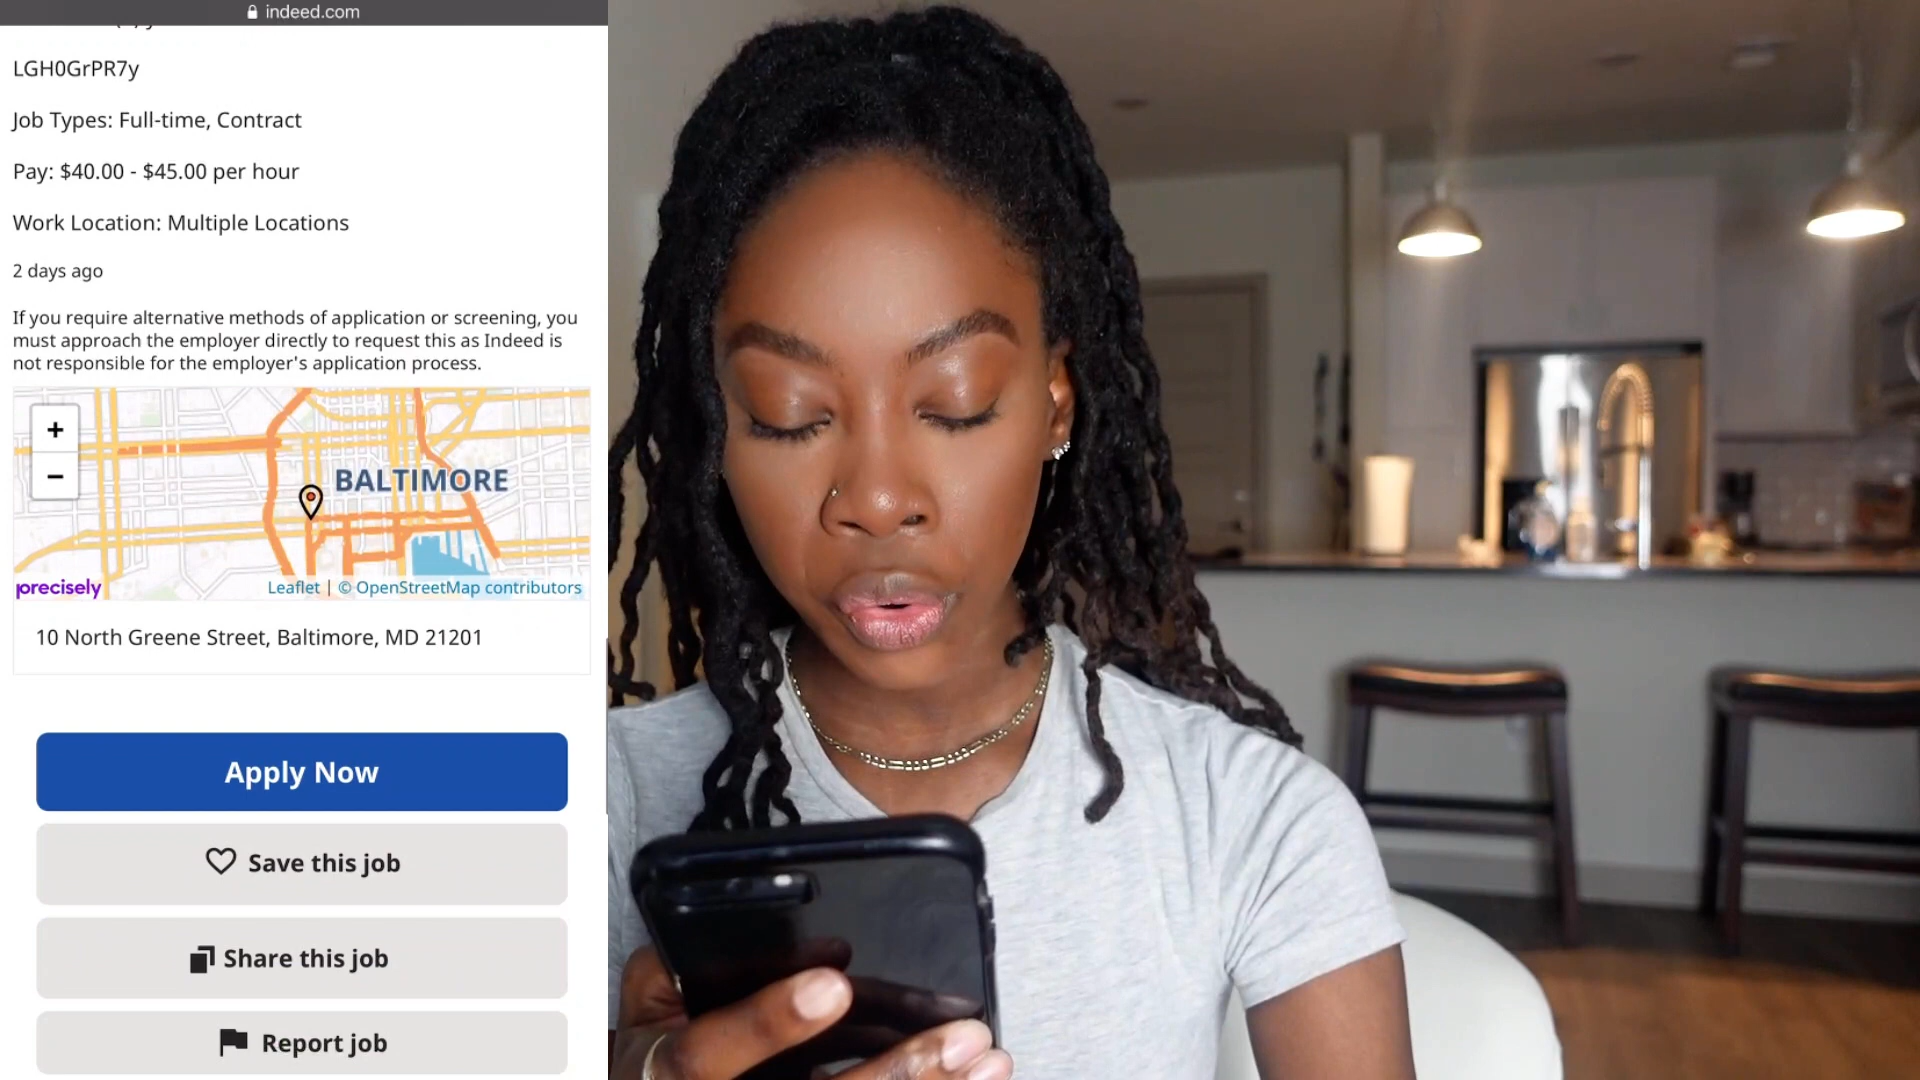 indeed.com
LGH0GrPR7y
Job Types: Full-time, Contract
Pay: $40.00 - $45.00 per hour
Work Location: Multiple Locations
2 days ago
If you require alternative methods of application or screening, you
must approach the employer directly to request this as Indeed is
not responsible for the employer's application process.
+
−
BALTIMORE
precisely
Leaflet | © OpenStreetMap contributors
10 North Greene Street, Baltimore, MD 21201
Apply Now
Save this job
Share this job
Report job